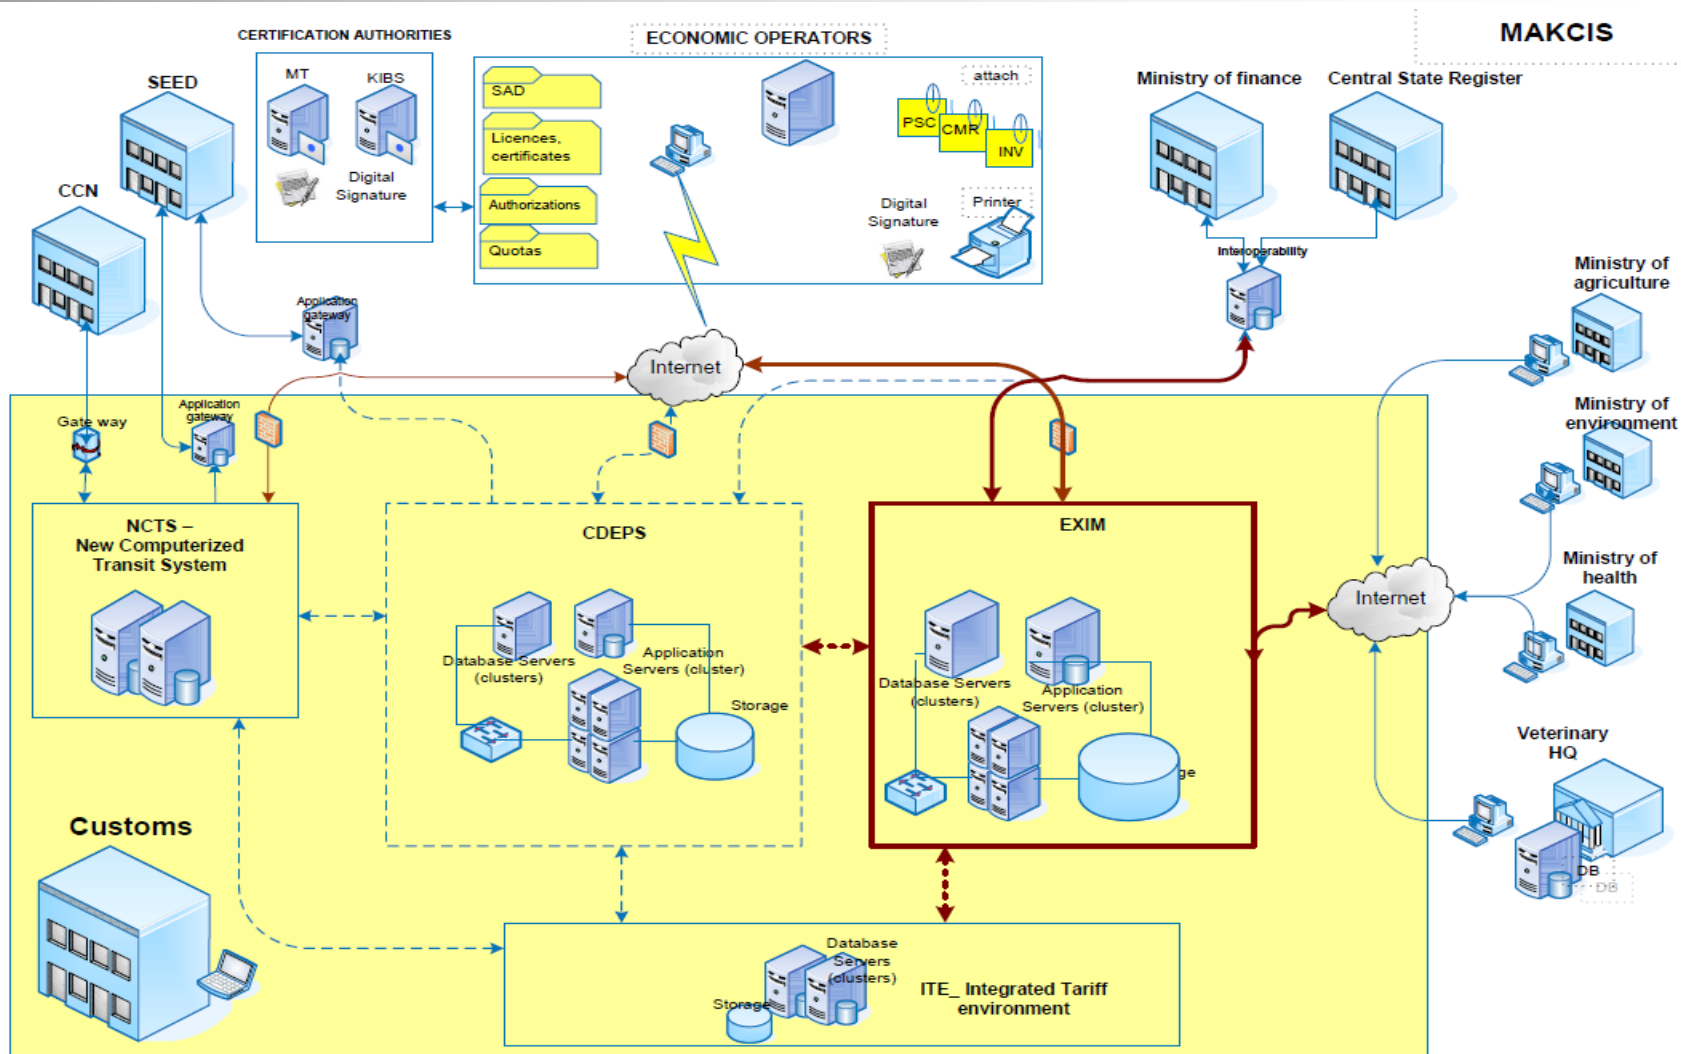 MAKCIS
CERTIFICATION AUTHORITIES
ECONOMIC OPERATORS
SEED
CCN
MT
KIBS
Digital
Signature
SAD
Licences,
certificates
Authorizations
Quotas
attach
PSC
CMR
INV
Digital
Signature
Printer
Ministry of finance
Central State Register
Interoperability
Ministry of
agriculture
Ministry of
environment
Ministry of
health
Veterinary
HQ
DB
DB
Application
gateway
Internet
Gate way
Application
gateway
NCTS –
New Computerized
Transit System
CDEPS
Database Servers
(clusters)
Application
Servers (cluster)
Storage
EXIM
Database Servers
(clusters)
Application
Servers (cluster)
ge
Internet
Customs
Database
Servers
(clusters)
Storage
ITE_ Integrated Tariff
environment